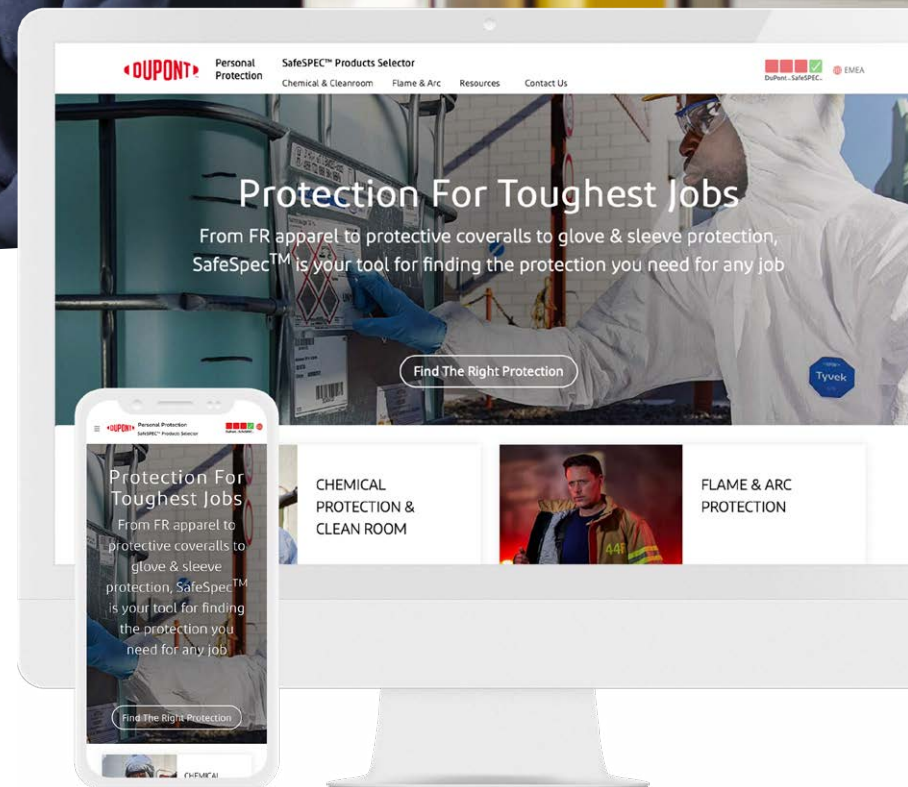 DUPONT
Personal
Protection
SafeSPEC™ Products Selector
Chemical & Cleanroom
Flame & Arc
Resources
Contact Us
DuPont™ SafeSPEC™
EMEA
Protection For Toughest Jobs
From FR apparel to protective coveralls to glove & sleeve protection,
SafeSpec™ is your tool for finding the protection you need for any job
Find The Right Protection
Tyvek
CHEMICAL
PROTECTION &
CLEAN ROOM
FLAME & ARC
PROTECTION
446
DUPONT
Personal Protection
SafeSPEC™ Products Selector
Protection For
Toughest Jobs
From FR apparel to
protective coveralls to
glove & sleeve
protection, SafeSpec™
is your tool for finding
the protection you
need for any job
Find The Right Protection
CHEMICAL